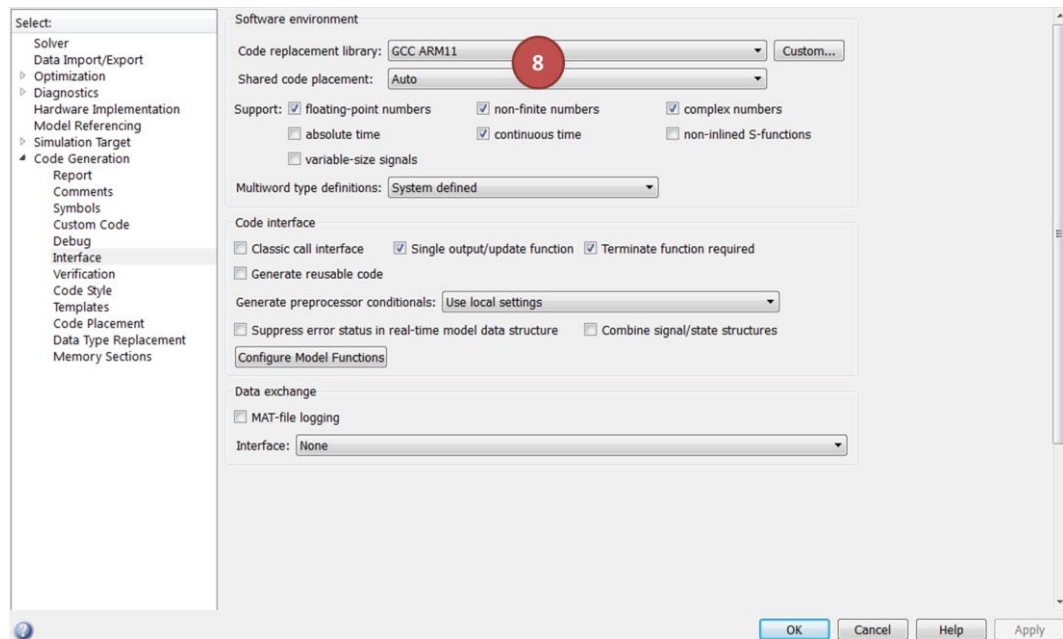 Select:
Solver
Data Import/Export
Optimization
Diagnostics
Hardware Implementation
Model Referencing
Simulation Target
Code Generation
Report
Comments
Symbols
Custom Code
Debug
Interface
Verification
Code Style
Templates
Code Placement
Data Type Replacement
Memory Sections
Software environment
Code replacement library: GCC ARM11 Custom...
8
Shared code placement: Auto
Support: floating-point numbers non-finite numbers complex numbers
absolute time continuous time non-inlined S-functions
variable-size signals
Multiword type definitions: System defined
Code interface
Classic call interface Single output/update function Terminate function required
Generate reusable code
Generate preprocessor conditionals: Use local settings
Suppress error status in real-time model data structure Combine signal/state structures
Configure Model Functions
Data exchange
MAT-file logging
Interface: None
? OK Cancel Help Apply